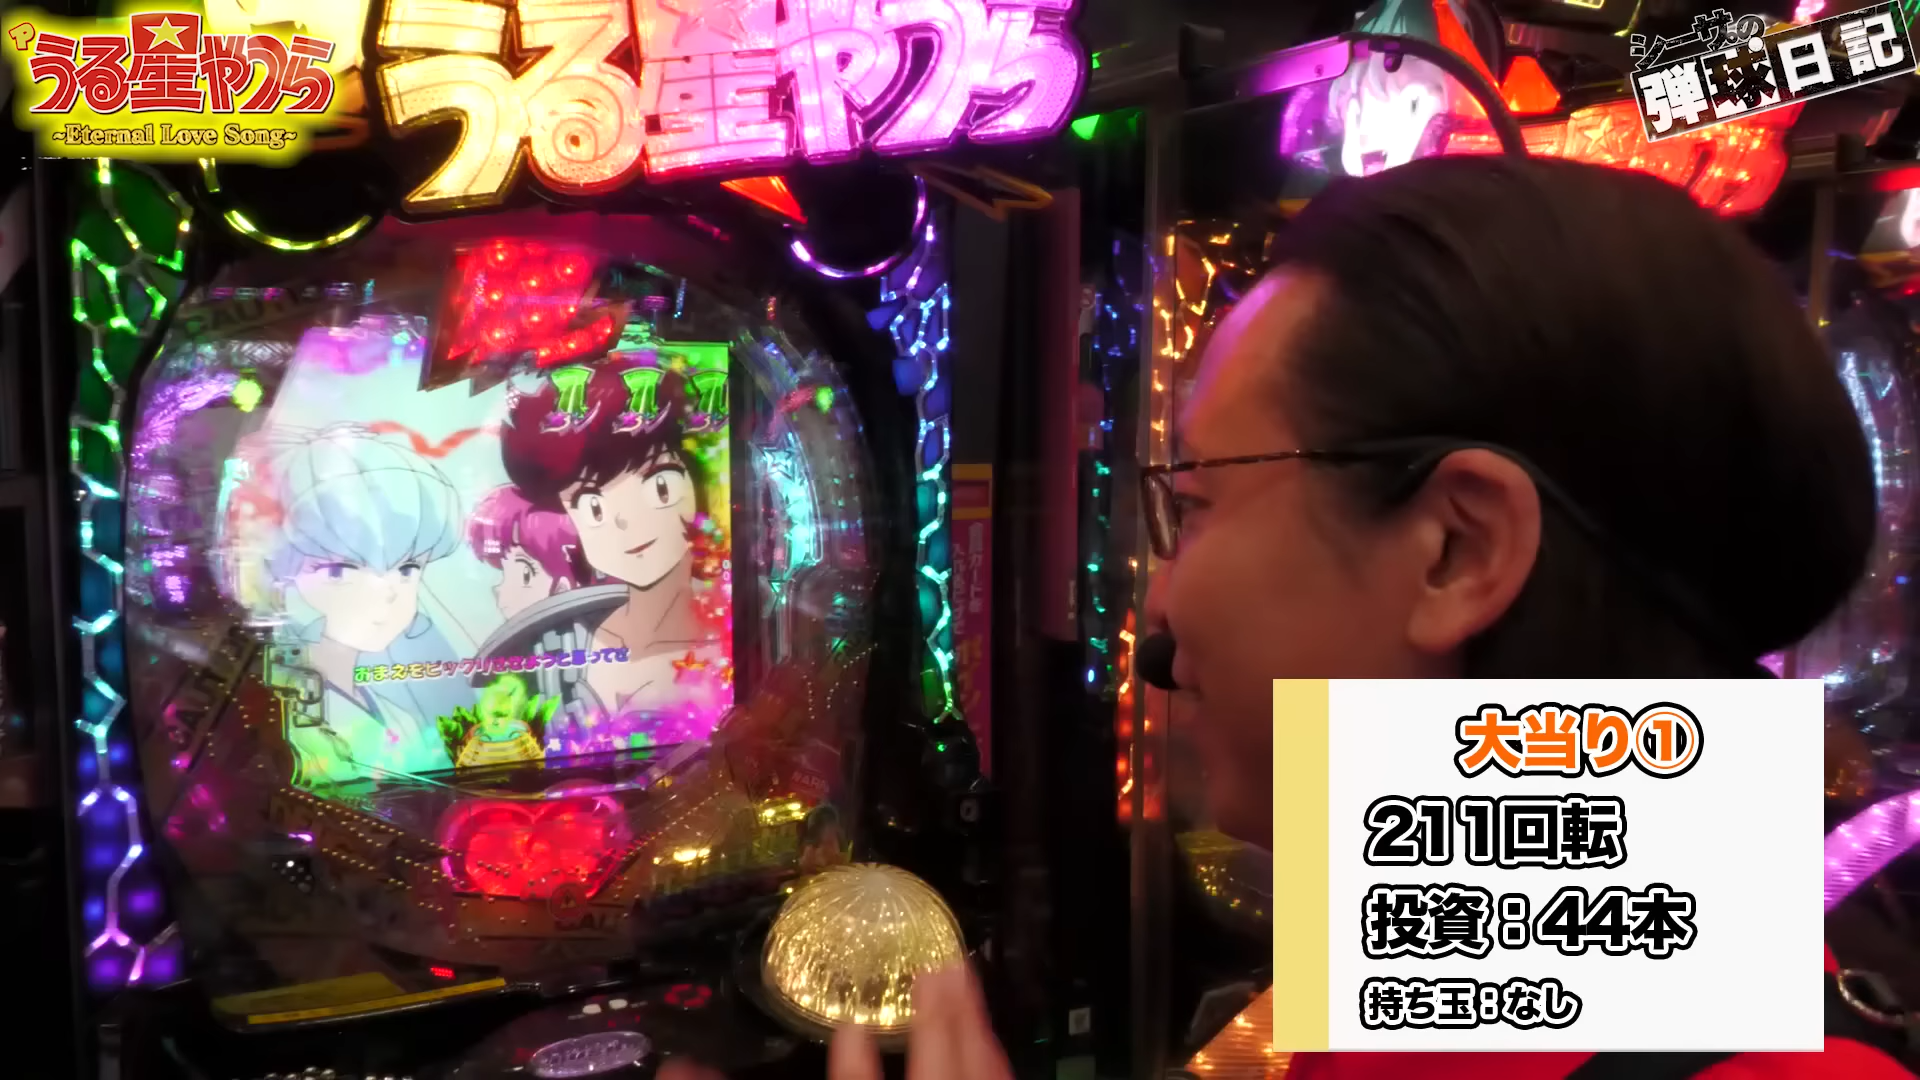 P
うる星やつら
~Eternal Love Song~
うる星やつら
シーサ。の
弾球日記
おまえをビックリさせようと思ってさ
大当り①
211回転
投資：44本
持ち玉：なし